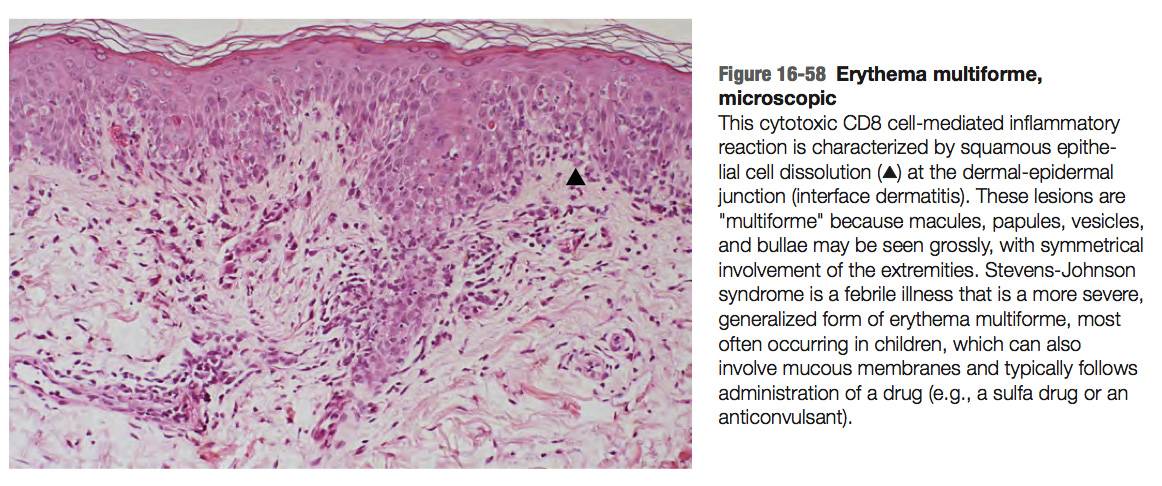 Figure 16-58 Erythema multiforme,
microscopic
This cytotoxic CD8 cell-mediated inflammatory
reaction is characterized by squamous epithe-
lial cell dissolution (▲) at the dermal-epidermal
junction (interface dermatitis). These lesions are
"multiforme" because macules, papules, vesicles,
and bullae may be seen grossly, with symmetrical
involvement of the extremities. Stevens-Johnson
syndrome is a febrile illness that is a more severe,
generalized form of erythema multiforme, most
often occurring in children, which can also
involve mucous membranes and typically follows
administration of a drug (e.g., a sulfa drug or an
anticonvulsant).